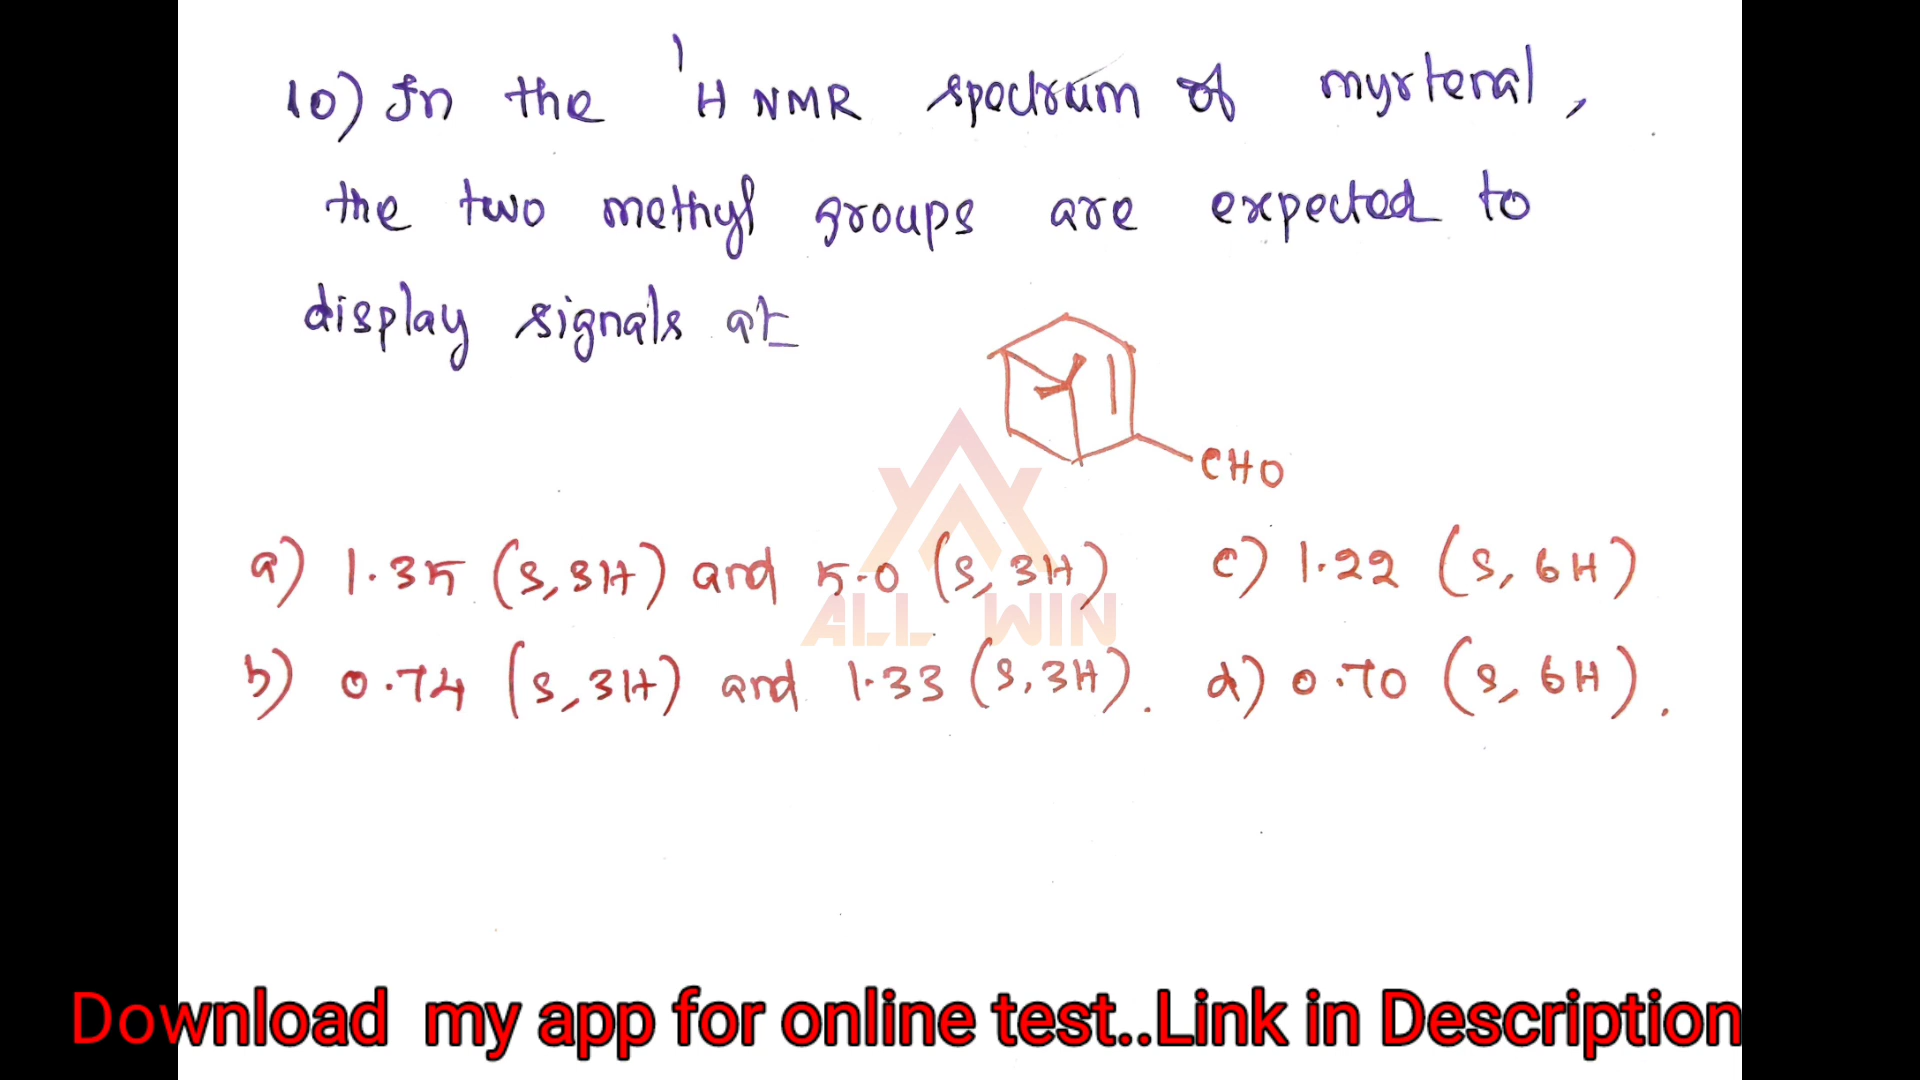 10) In the ¹H NMR spectrum of myrtenal,
the two methyl groups are expected to
display signals at
CHO
a) 1.35 (s, 3H) and 5.0 (s, 3H) c) 1.22 (s, 6H)
ALL WIN
b) 0.74 (s, 3H) and 1.33 (s, 3H). d) 0.70 (s, 6H).
Download my app for online test..Link in Description